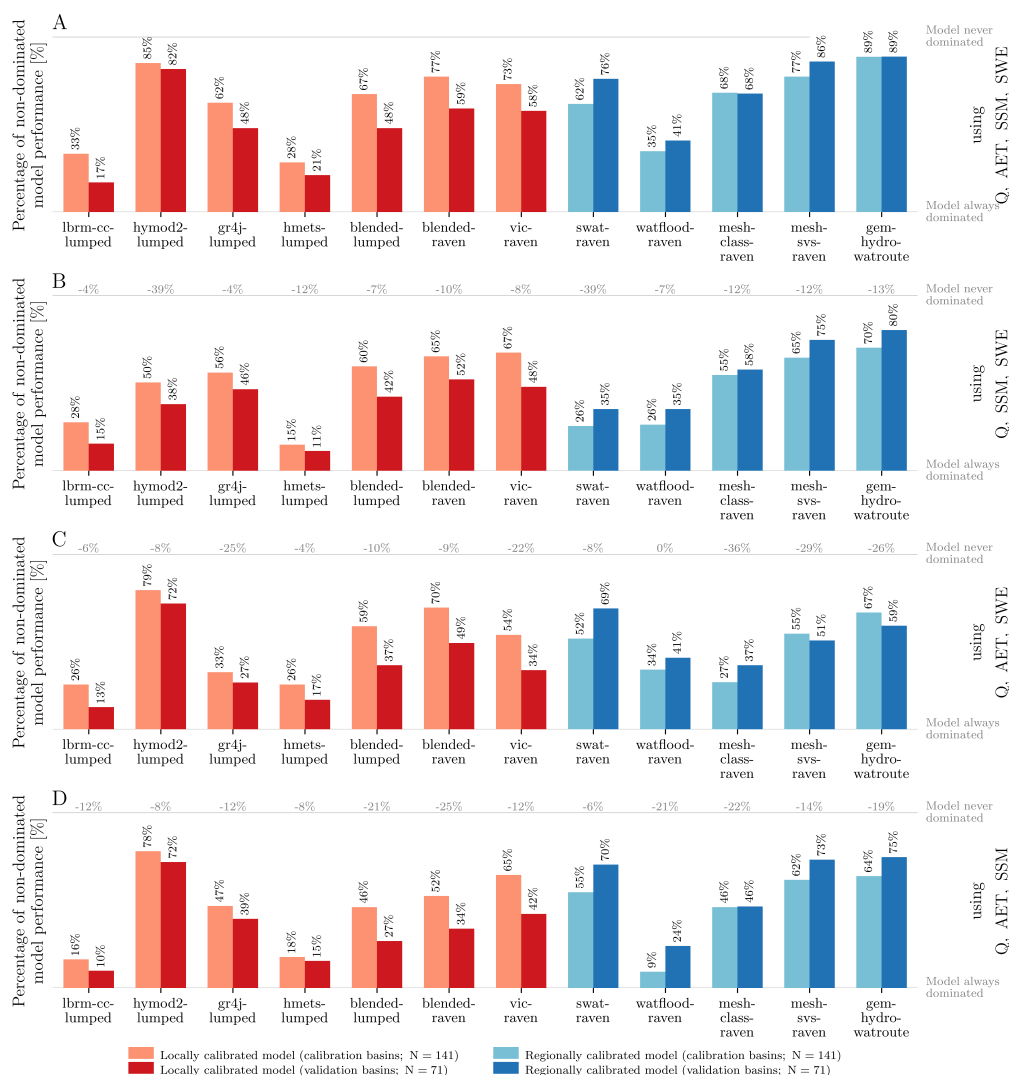 A
Model never
dominated
Percentage of non-dominated
model performance [%]
33% 17% 85% 82% 62% 48% 28% 21% 67% 48% 77% 59% 73% 58% 62% 76% 35% 41% 68% 68% 77% 86% 89% 89%
using
Q, AET, SSM, SWE
Model always
dominated
lbrm-cc- hymod2- gr4j- hmets- blended- blended- vic- swat- watflood- mesh- mesh- gem-
lumped lumped lumped lumped lumped raven raven raven raven class- svs- hydro-
raven raven watroute
B
-4% -39% -4% -12% -7% -10% -8% -39% -7% -12% -12% -13%
Model never
dominated
Percentage of non-dominated
model performance [%]
28% 15% 50% 38% 56% 46% 15% 11% 60% 42% 65% 52% 67% 48% 26% 35% 26% 35% 55% 58% 65% 75% 70% 80%
using
Q, SSM, SWE
Model always
dominated
lbrm-cc- hymod2- gr4j- hmets- blended- blended- vic- swat- watflood- mesh- mesh- gem-
lumped lumped lumped lumped lumped raven raven raven raven class- svs- hydro-
raven raven watroute
C
-6% -8% -25% -4% -10% -9% -22% -8% 0% -36% -29% -26%
Model never
dominated
Percentage of non-dominated
model performance [%]
26% 13% 79% 72% 33% 27% 26% 17% 59% 37% 70% 49% 54% 34% 52% 69% 34% 41% 27% 37% 55% 51% 67% 59%
using
Q, AET, SWE
Model always
dominated
lbrm-cc- hymod2- gr4j- hmets- blended- blended- vic- swat- watflood- mesh- mesh- gem-
lumped lumped lumped lumped lumped raven raven raven raven class- svs- hydro-
raven raven watroute
D
-12% -8% -12% -8% -21% -25% -12% -6% -21% -22% -14% -19%
Model never
dominated
Percentage of non-dominated
model performance [%]
16% 10% 78% 72% 47% 39% 18% 15% 46% 27% 52% 34% 65% 42% 55% 70% 9% 24% 46% 46% 62% 73% 64% 75%
using
Q, AET, SSM
Model always
dominated
lbrm-cc- hymod2- gr4j- hmets- blended- blended- vic- swat- watflood- mesh- mesh- gem-
lumped lumped lumped lumped lumped raven raven raven raven class- svs- hydro-
raven raven watroute
Locally calibrated model (calibration basins; N = 141)
Locally calibrated model (validation basins; N = 71)
Regionally calibrated model (calibration basins; N = 141)
Regionally calibrated model (validation basins; N = 71)